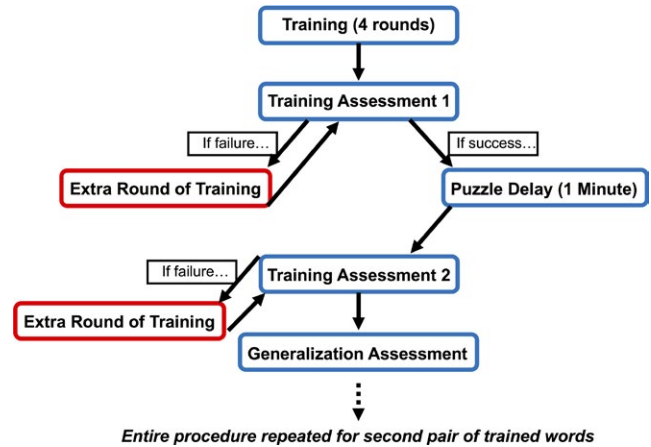 Training (4 rounds)
Training Assessment 1
If failure...
If success...
Extra Round of Training
Puzzle Delay (1 Minute)
If failure...
Training Assessment 2
Extra Round of Training
Generalization Assessment
Entire procedure repeated for second pair of trained words